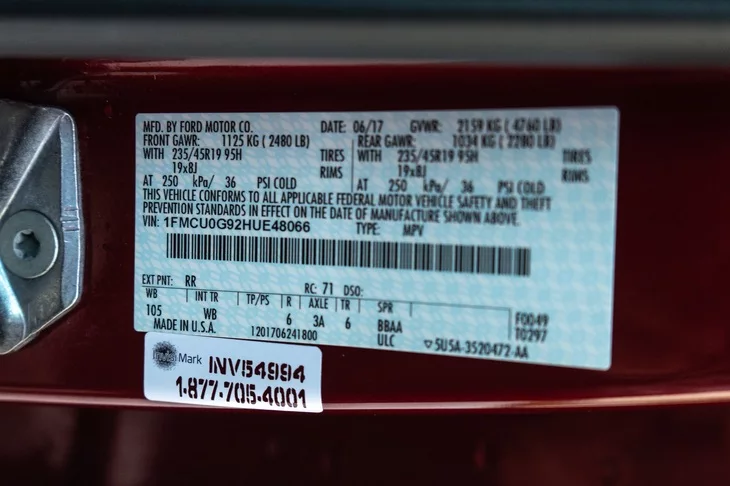 MFD. BY FORD MOTOR CO. DATE: 06/17 GVWR: 2159 KG ( 4760 LB)
FRONT GAWR: 1125 KG ( 2480 LB) REAR GAWR: 1034 KG ( 2280 LB)
WITH 235/45R19 95H TIRES WITH 235/45R19 95H TIRES
19x8J RIMS 19x8J RIMS
AT 250 kPa/ 36 PSI COLD AT 250 kPa/ 36 PSI COLD
THIS VEHICLE CONFORMS TO ALL APPLICABLE FEDERAL MOTOR VEHICLE SAFETY AND THEFT
PREVENTION STANDARDS IN EFFECT ON THE DATE OF MANUFACTURE SHOWN ABOVE.
VIN: 1FMCU0G92HUE48066 TYPE: MPV
EXT PNT: RR RC: 71 DSO:
WB INT TR TP/PS R AXLE TR SPR
105 6 3A 6 BBAA F0049
MADE IN U.S.A. 1201706241800 ULC T0297
5U5A-3520472-AA
Mark INV54994
1-877-705-4001